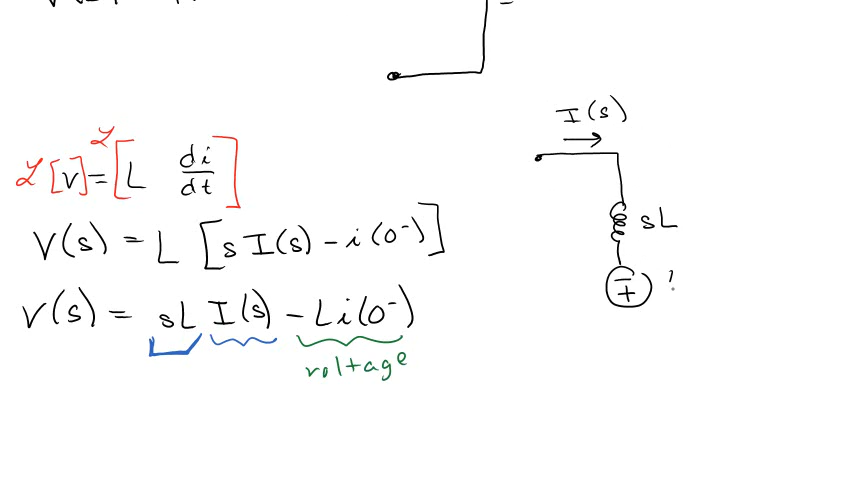 I(s)
ℒ[v] = ℒ[L di/dt]
V(s) = L [s I(s) - i(0⁻)]
sL
V(s) = sL I(s) - Li(0⁻)
voltage